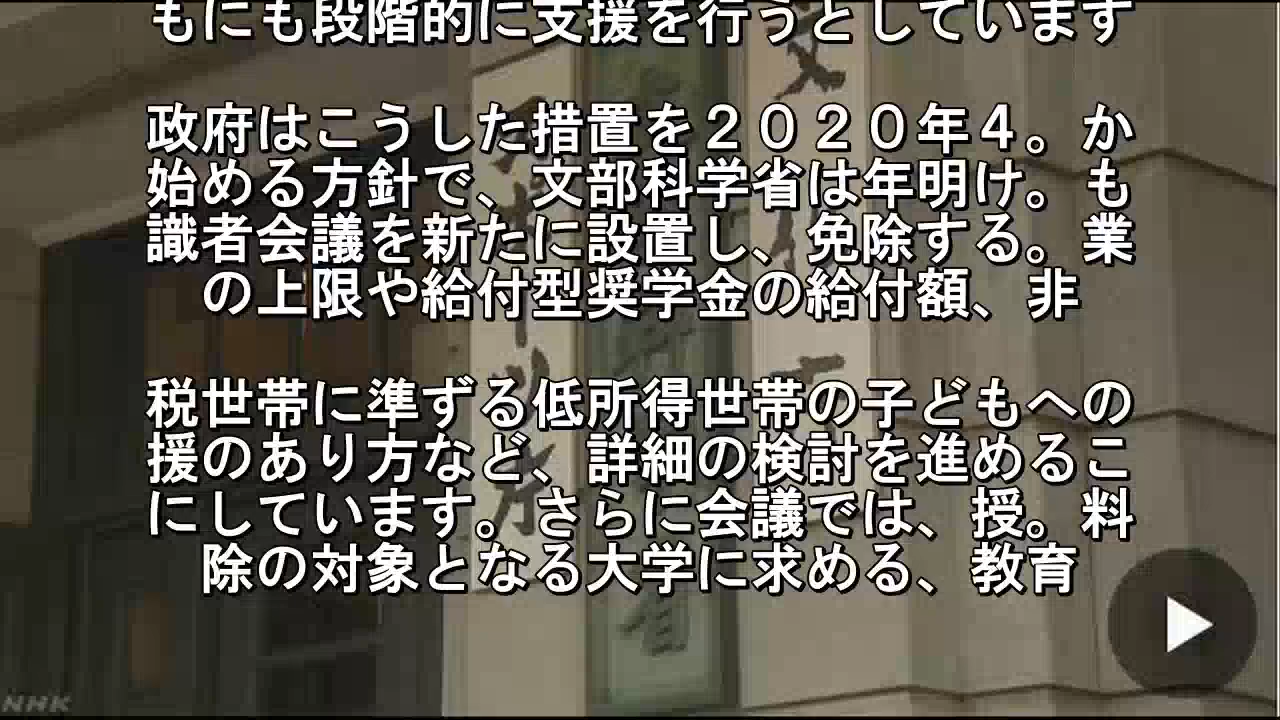 もにも段階的に支援を行うとしています
政府はこうした措置を２０２０年４。か
始める方針で、文部科学省は年明け。も
識者会議を新たに設置し、免除する。業
の上限や給付型奨学金の給付額、非
税世帯に準ずる低所得世帯の子どもへの
援のあり方など、詳細の検討を進めるこ
にしています。さらに会議では、授。料
除の対象となる大学に求める、教育
NHK